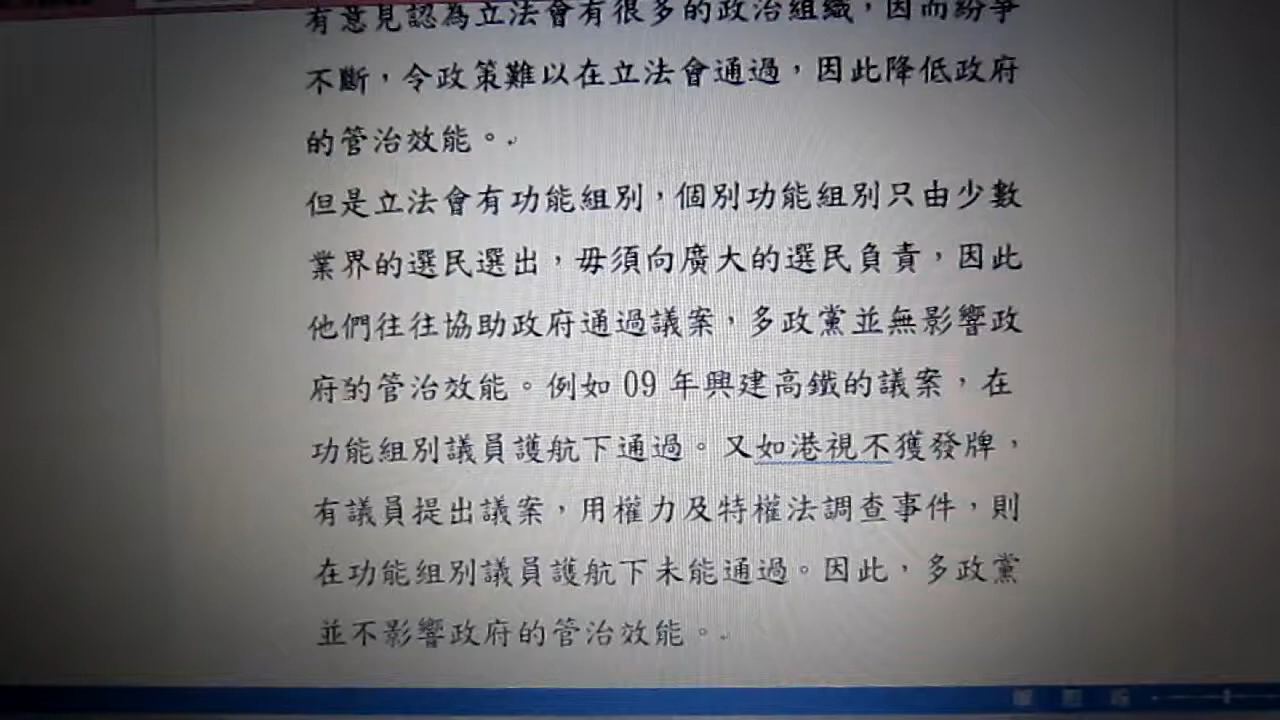 有意見認為立法會有很多的政治組織，因而紛爭
不斷，令政策難以在立法會通過，因此降低政府
的管治效能。
但是立法會有功能組別，個別功能組別只由少數
業界的選民選出，毋須向廣大的選民負責，因此
他們往往協助政府通過議案，多政黨並無影響政
府的管治效能。例如 09 年興建高鐵的議案，在
功能組別議員護航下通過。又如港視不獲發牌，
有議員提出議案，用權力及特權法調查事件，則
在功能組別議員護航下未能通過。因此，多政黨
並不影響政府的管治效能。